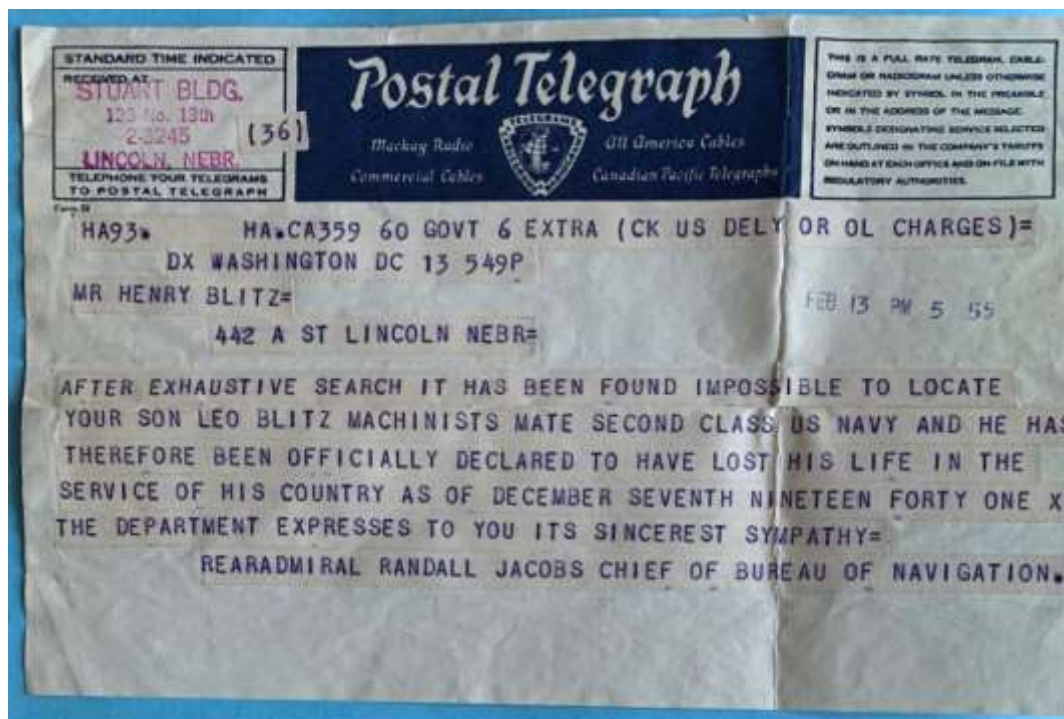 STANDARD TIME INDICATED
RECEIVED AT
STUART BLDG.
123 No. 13th
2-3245
LINCOLN, NEBR.
TELEPHONE YOUR TELEGRAMS
TO POSTAL TELEGRAPH
(36)
Postal Telegraph
Mackay Radio
All America Cables
TELEGRAMS
Commercial Cables
Canadian Pacific Telegraphs
THIS IS A FULL RATE TELEGRAM, CABLE-
GRAM OR RADIOGRAM UNLESS OTHERWISE
INDICATED BY SYMBOL IN THE PREAMBLE
OR IN THE ADDRESS OF THE MESSAGE.
SYMBOLS DESIGNATING SERVICE SELECTED
ARE OUTLINED IN THE COMPANY'S TARIFFS
ON HAND AT EACH OFFICE AND ON FILE WITH
REGULATORY AUTHORITIES.
HA93. HA.CA359 60 GOVT 6 EXTRA (CK US DELY OR OL CHARGES)=
DX WASHINGTON DC 13 549P
MR HENRY BLITZ=
FEB 13 PM 5 55
442 A ST LINCOLN NEBR=
AFTER EXHAUSTIVE SEARCH IT HAS BEEN FOUND IMPOSSIBLE TO LOCATE
YOUR SON LEO BLITZ MACHINISTS MATE SECOND CLASS US NAVY AND HE HAS
THEREFORE BEEN OFFICIALLY DECLARED TO HAVE LOST HIS LIFE IN THE
SERVICE OF HIS COUNTRY AS OF DECEMBER SEVENTH NINETEEN FORTY ONE X
THE DEPARTMENT EXPRESSES TO YOU ITS SINCEREST SYMPATHY=
REARADMIRAL RANDALL JACOBS CHIEF OF BUREAU OF NAVIGATION.